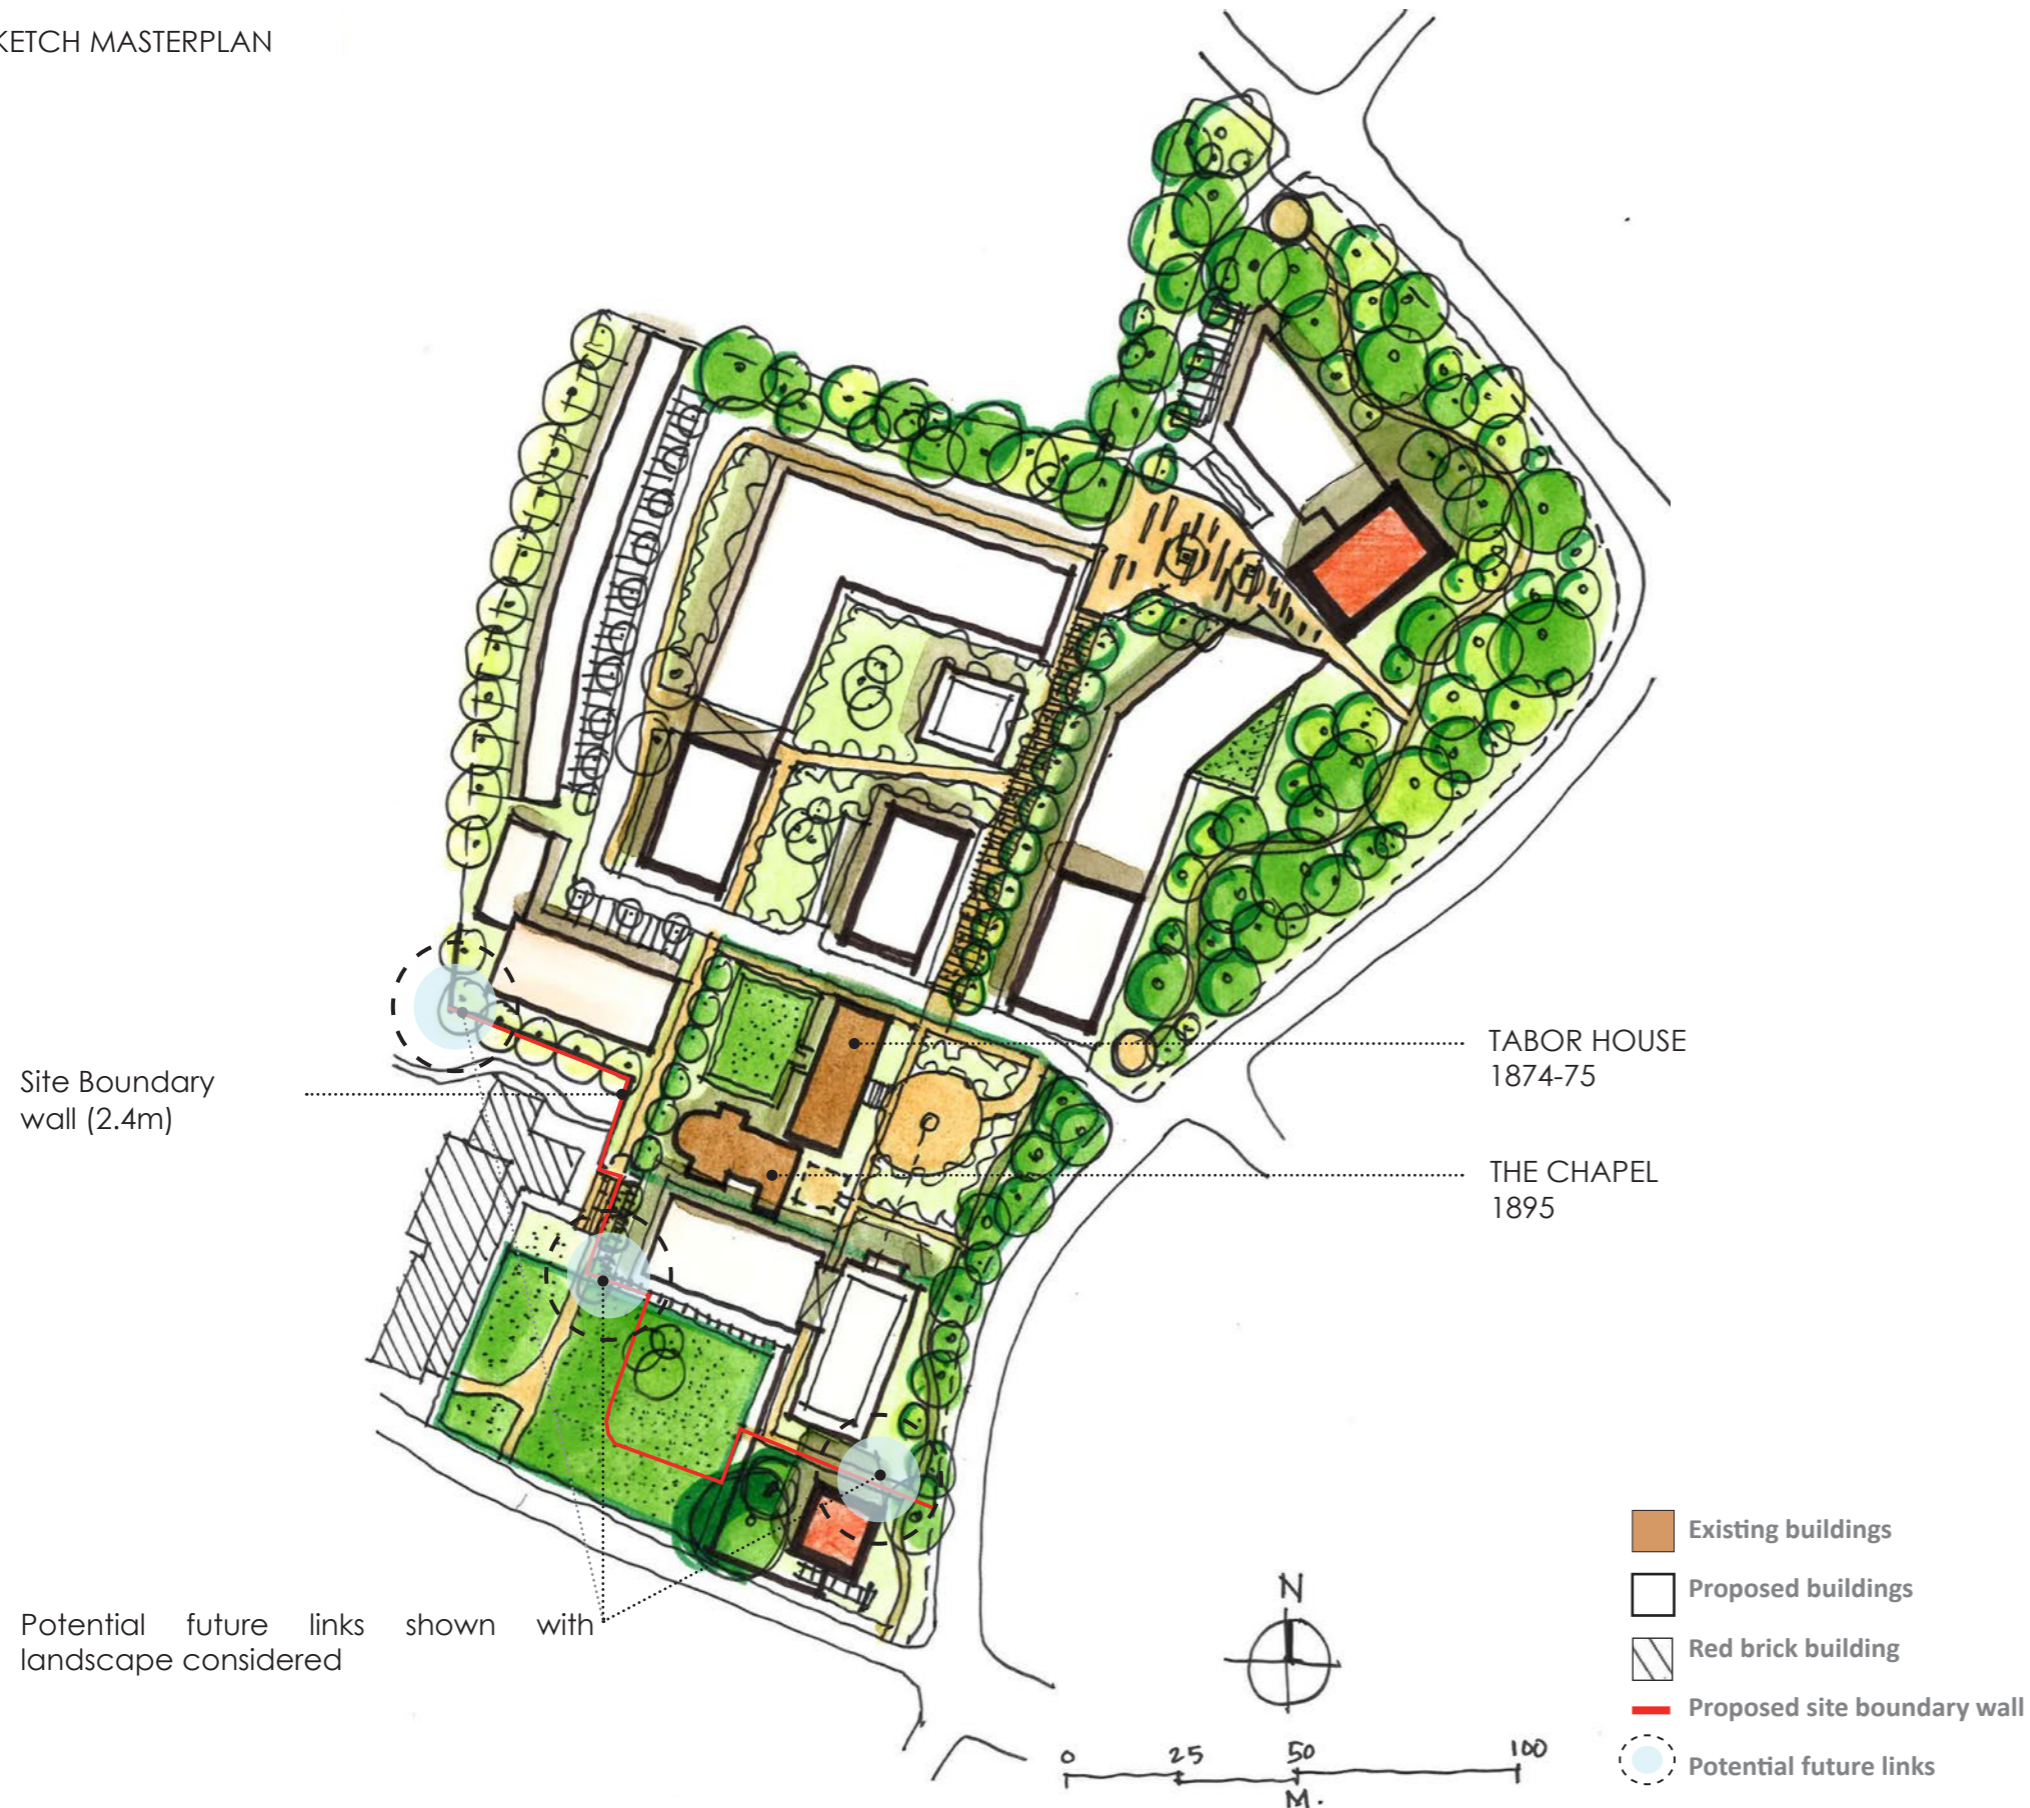 KETCH MASTERPLAN
TABOR HOUSE
1874-75
Site Boundary
wall (2.4m)
THE CHAPEL
1895
Potential future links shown with
landscape considered
Existing buildings
Proposed buildings
Red brick building
Proposed site boundary wall
Potential future links
N
0 25 50 100
M.